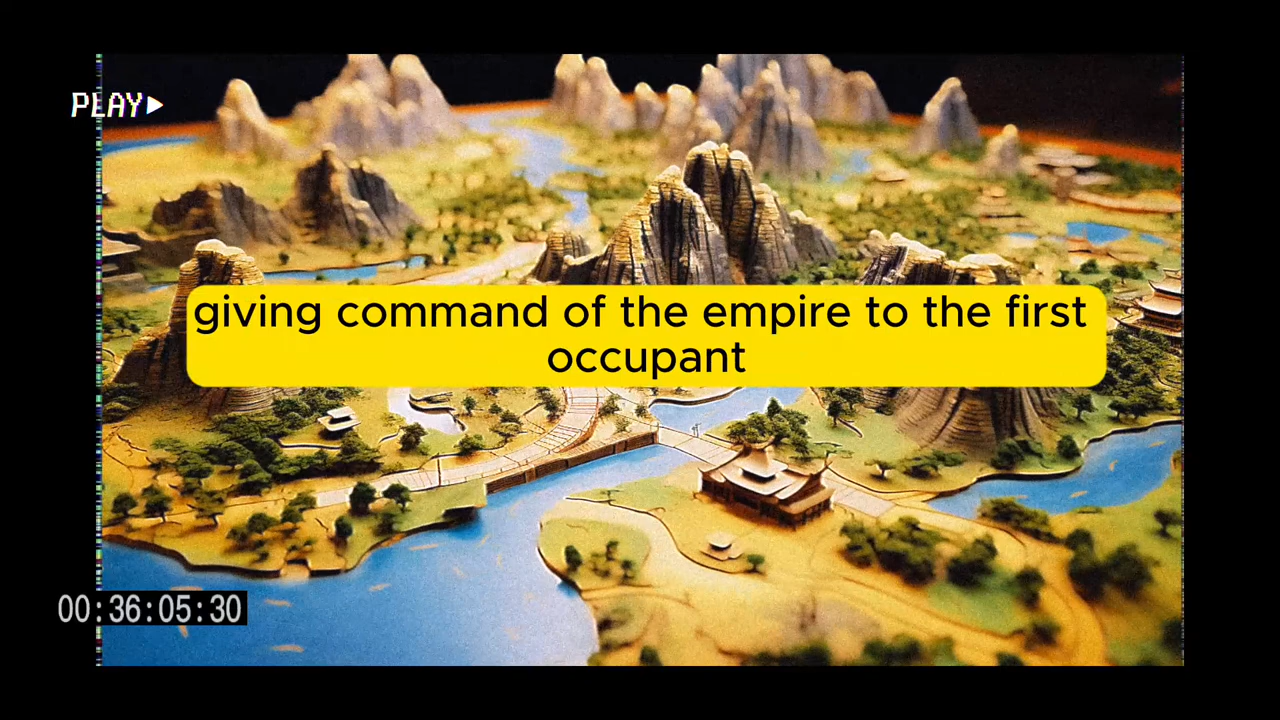 PLAY
giving command of the empire to the first
occupant
00:36:05:30